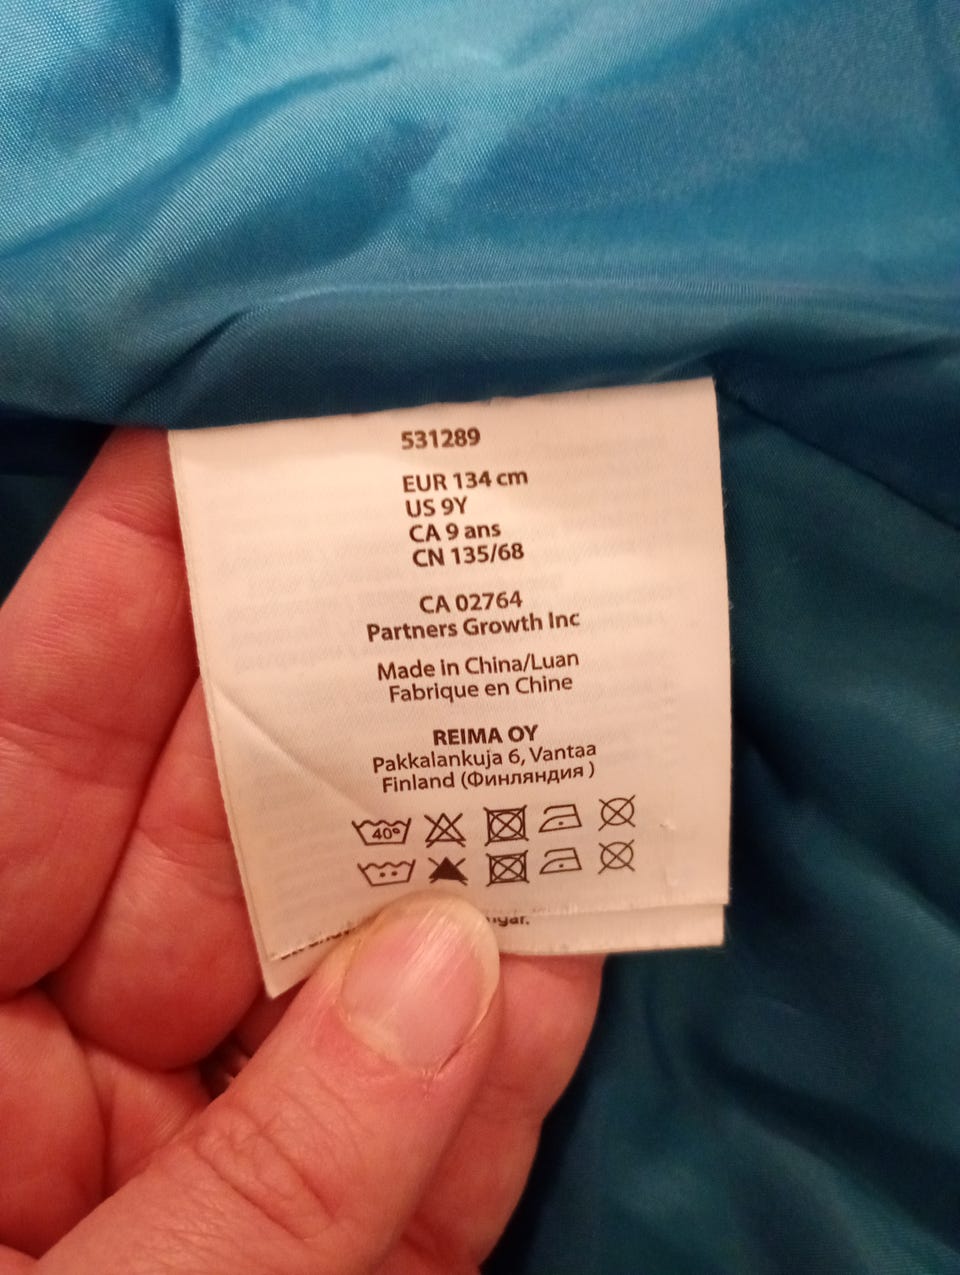 531289
EUR 134 cm
US 9Y
CA 9 ans
CN 135/68
CA 02764
Partners Growth Inc
Made in China/Luan
Fabrique en Chine
REIMA OY
Pakkalankuja 6, Vantaa
Finland (Финляндия )
40°